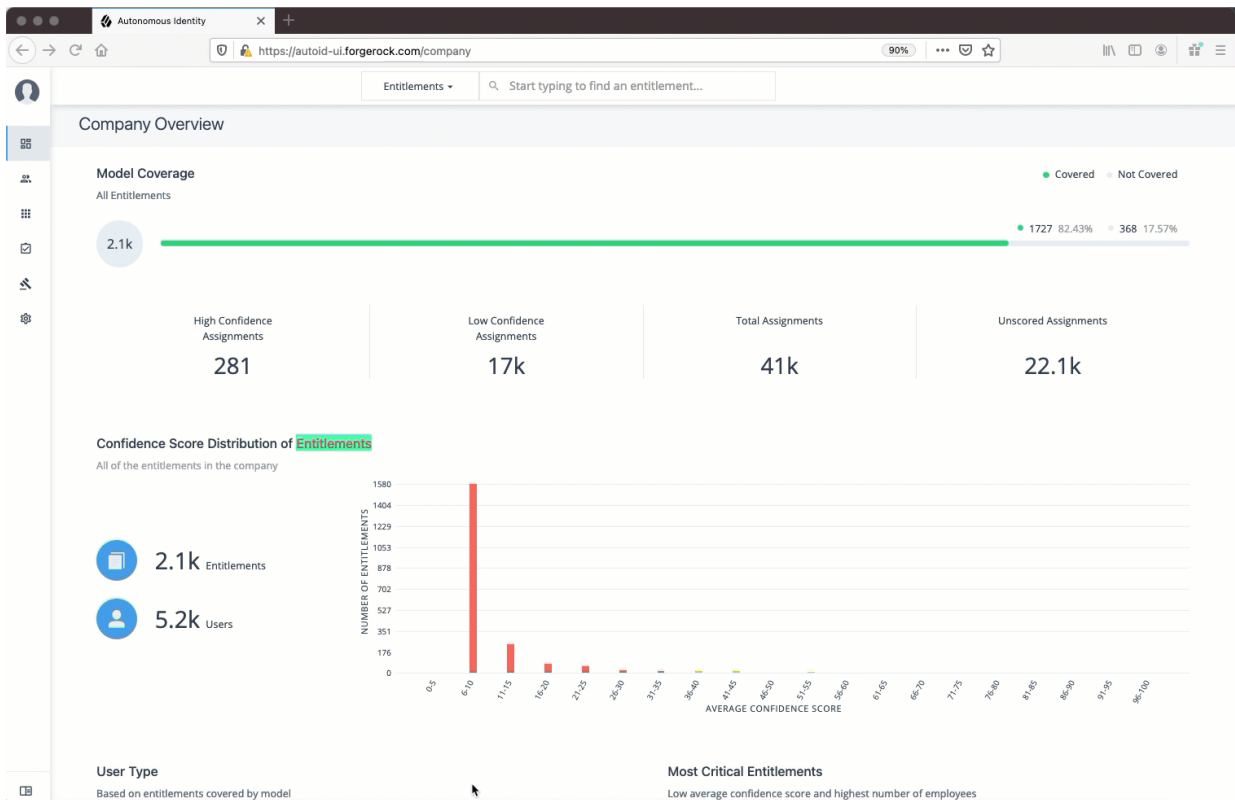 Autonomous Identity
https://autoid-ui.forgerock.com/company
90%
Entitlements
Start typing to find an entitlement...
Company Overview
Model Coverage
Covered Not Covered
All Entitlements
1727 82.43% 368 17.57%
2.1k
High Confidence Assignments
281
Low Confidence Assignments
17k
Total Assignments
41k
Unscored Assignments
22.1k
Confidence Score Distribution of Entitlements
All of the entitlements in the company
2.1k Entitlements
5.2k Users
NUMBER OF ENTITLEMENTS
1580
1404
1229
1053
878
702
527
351
176
0
0-5 6-10 11-15 16-20 21-25 26-30 31-35 36-40 41-45 46-50 51-55 56-60 61-65 66-70 71-75 76-80 81-85 86-90 91-95 96-100
AVERAGE CONFIDENCE SCORE
User Type
Based on entitlements covered by model
Most Critical Entitlements
Low average confidence score and highest number of employees